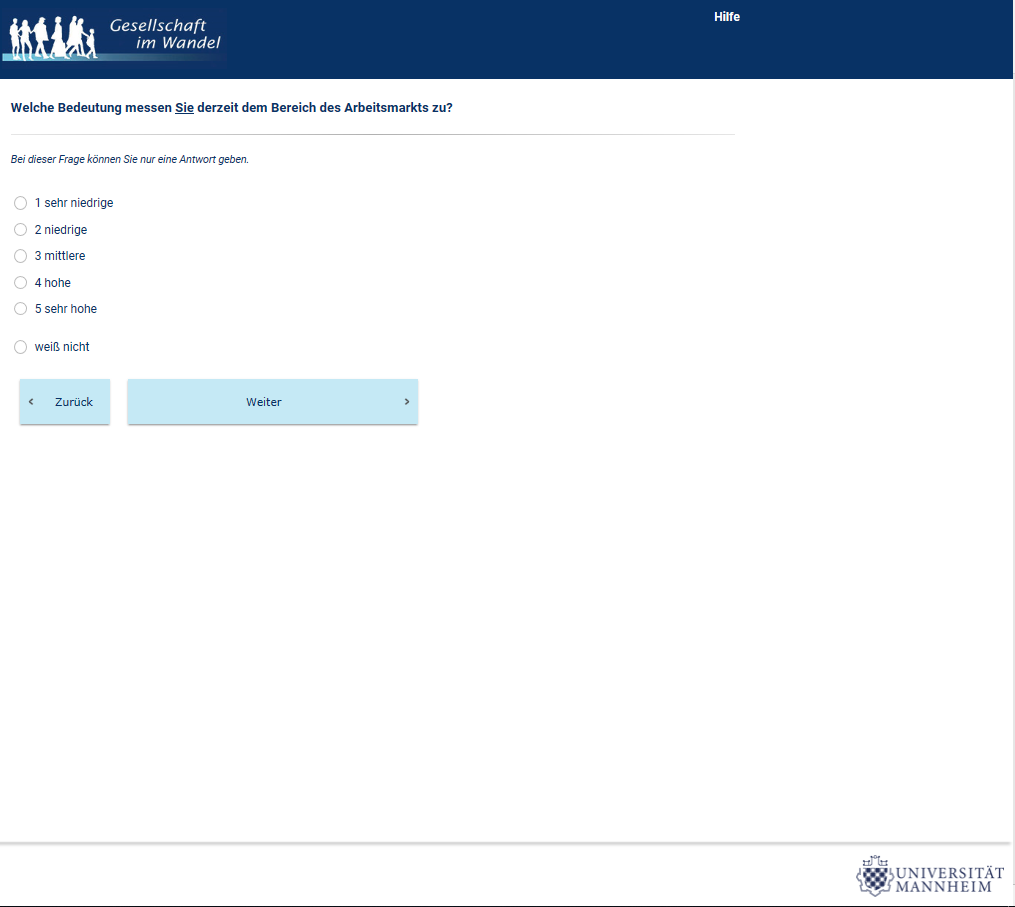 Gesellschaft
im Wandel
Hilfe
Welche Bedeutung messen Sie derzeit dem Bereich des Arbeitsmarkts zu?
Bei dieser Frage können Sie nur eine Antwort geben.
1 sehr niedrige
2 niedrige
3 mittlere
4 hohe
5 sehr hohe
weiß nicht
‹ Zurück
Weiter ›
UNIVERSITÄT
MANNHEIM